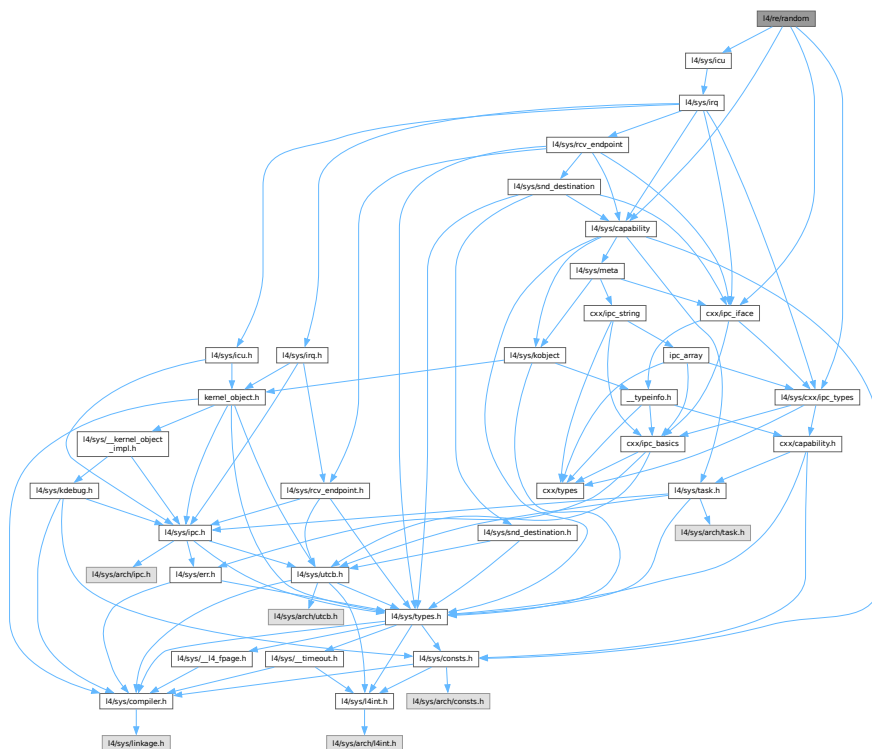 l4/re/random
l4/sys/icu
l4/sys/irq
l4/sys/rcv_endpoint
l4/sys/snd_destination
l4/sys/capability
l4/sys/meta
cxx/ipc_string
cxx/ipc_iface
l4/sys/icu.h
l4/sys/irq.h
l4/sys/kobject
ipc_array
kernel_object.h
__typeinfo.h
l4/sys/cxx/ipc_types
l4/sys/__kernel_object
_impl.h
cxx/ipc_basics
cxx/capability.h
l4/sys/kdebug.h
l4/sys/rcv_endpoint.h
cxx/types
l4/sys/task.h
l4/sys/ipc.h
l4/sys/snd_destination.h
l4/sys/arch/task.h
l4/sys/arch/ipc.h
l4/sys/err.h
l4/sys/utcb.h
l4/sys/arch/utcb.h
l4/sys/types.h
l4/sys/__l4_fpage.h
l4/sys/__timeout.h
l4/sys/consts.h
l4/sys/compiler.h
l4/sys/l4int.h
l4/sys/arch/consts.h
l4/sys/linkage.h
l4/sys/arch/l4int.h